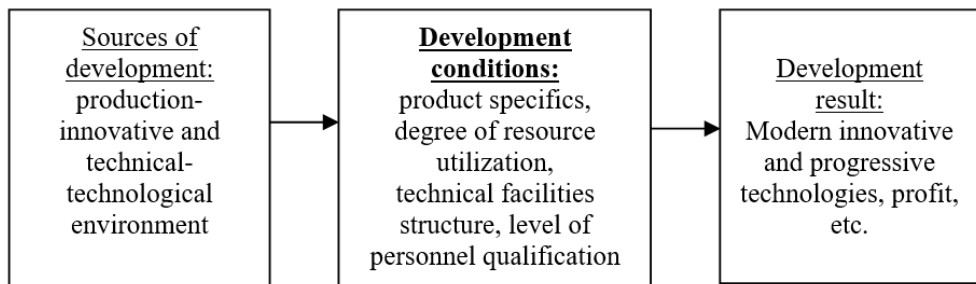 Sources of
development:
production-
innovative and
technical-
technological
environment
Development
conditions:
product specifics,
degree of resource
utilization,
technical facilities
structure, level of
personnel qualification
Development
result:
Modern innovative
and progressive
technologies, profit,
etc.